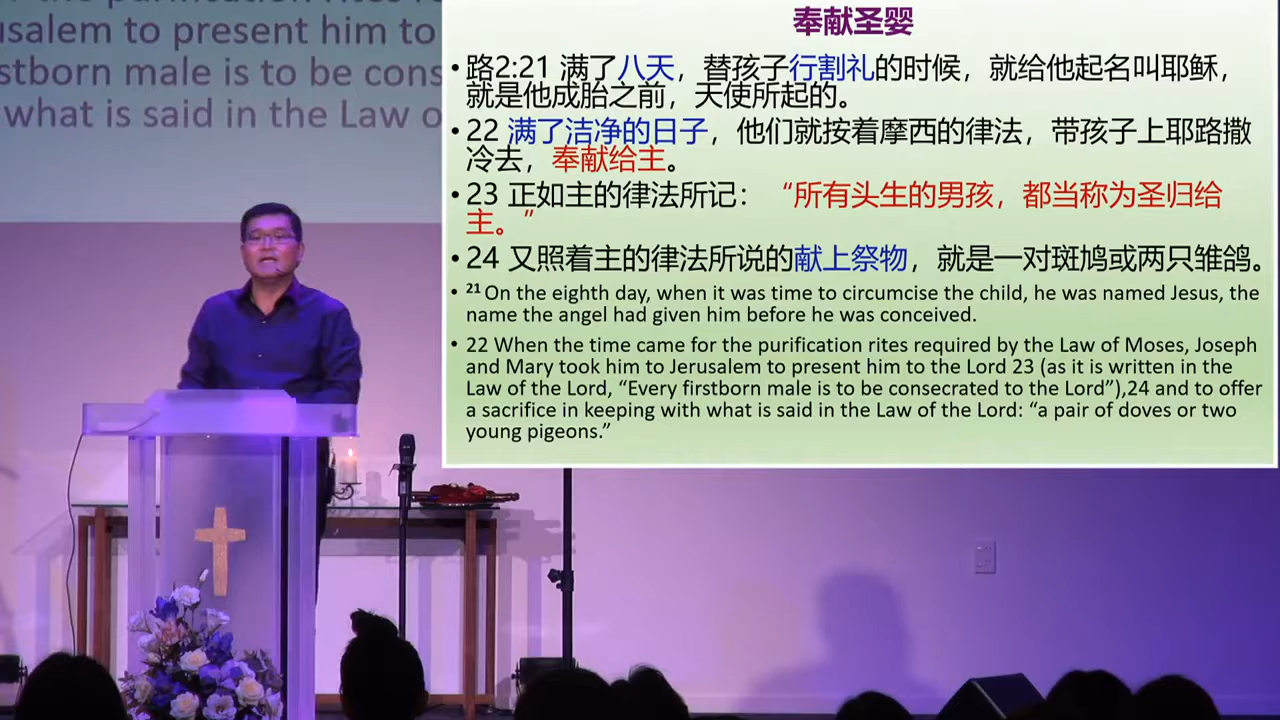 the purification rites
usalem to present him to
stborn male is to be cons
what is said in the Law o
奉献圣婴
• 路2:21 满了八天，替孩子行割礼的时候，就给他起名叫耶稣，
就是他成胎之前，天使所起的。
• 22 满了洁净的日子，他们就按着摩西的律法，带孩子上耶路撒
冷去，奉献给主。
• 23 正如主的律法所记：“所有头生的男孩，都当称为圣归给
主。”
• 24 又照着主的律法所说的献上祭物，就是一对斑鸠或两只雏鸽。
• 21 On the eighth day, when it was time to circumcise the child, he was named Jesus, the
name the angel had given him before he was conceived.
• 22 When the time came for the purification rites required by the Law of Moses, Joseph
and Mary took him to Jerusalem to present him to the Lord 23 (as it is written in the
Law of the Lord, “Every firstborn male is to be consecrated to the Lord”),24 and to offer
a sacrifice in keeping with what is said in the Law of the Lord: “a pair of doves or two
young pigeons.”